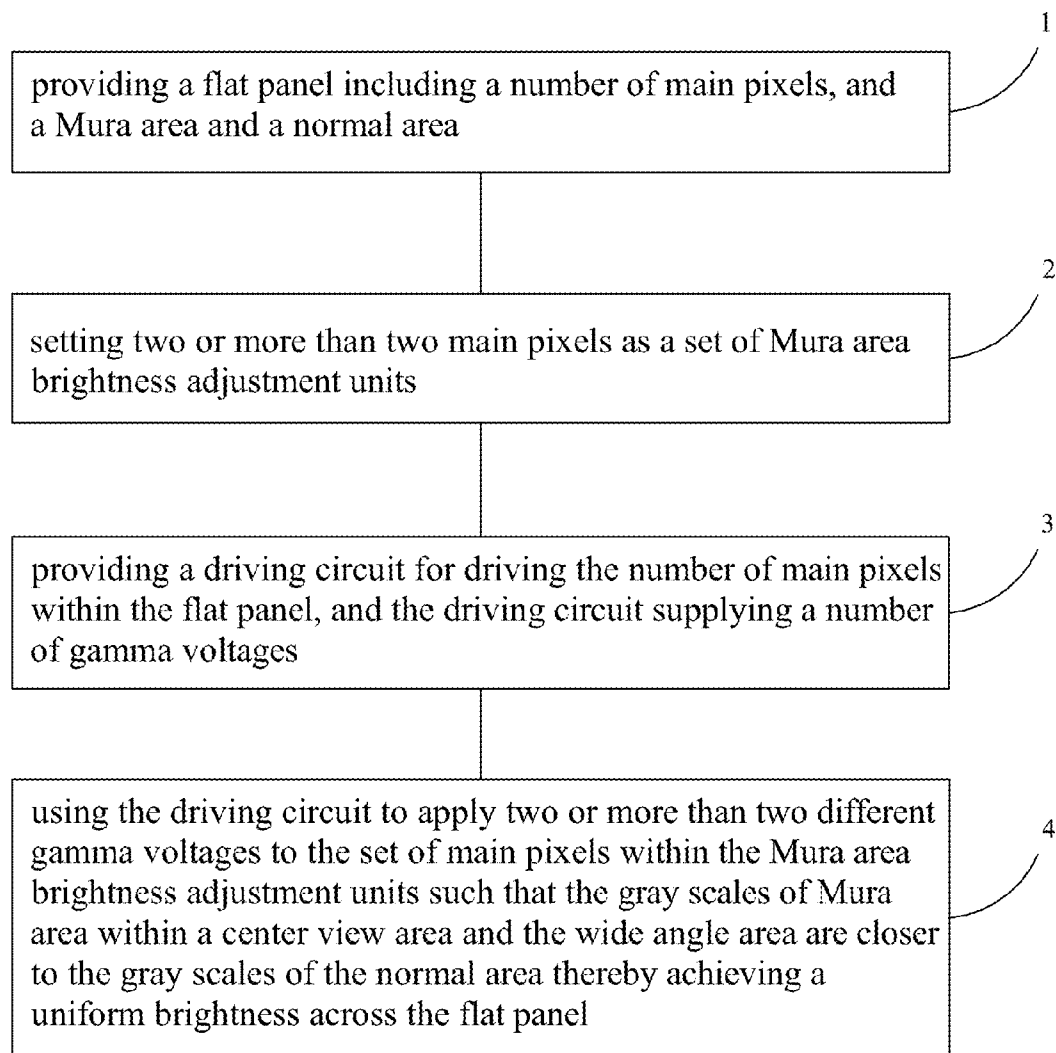 1
providing a flat panel including a number of main pixels, and
a Mura area and a normal area
2
setting two or more than two main pixels as a set of Mura area
brightness adjustment units
3
providing a driving circuit for driving the number of main pixels
within the flat panel, and the driving circuit supplying a number
of gamma voltages
4
using the driving circuit to apply two or more than two different
gamma voltages to the set of main pixels within the Mura area
brightness adjustment units such that the gray scales of Mura
area within a center view area and the wide angle area are closer
to the gray scales of the normal area thereby achieving a
uniform brightness across the flat panel